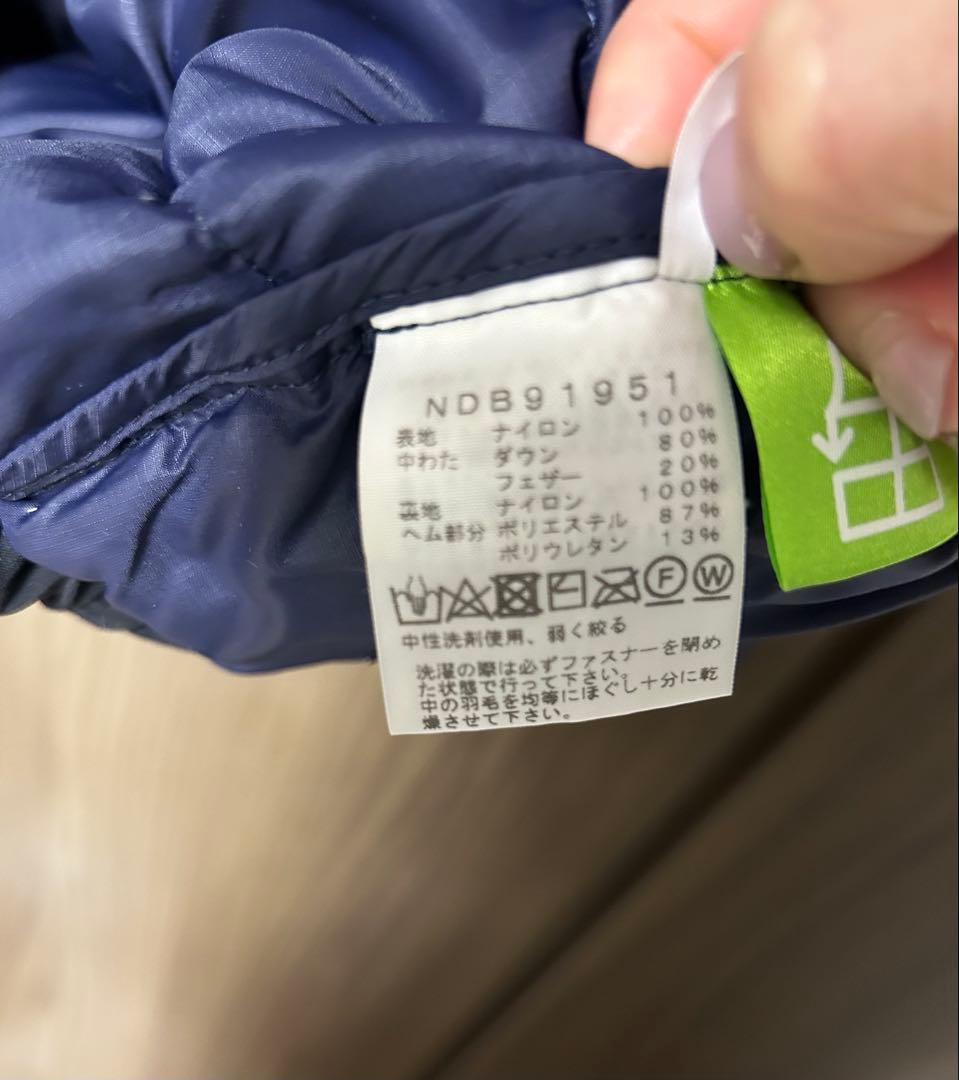 NDB91951
表地 ナイロン 100%
中わた ダウン 80%
フェザー 20%
裏地 ナイロン 100%
ヘム部分 ポリエステル 87%
ポリウレタン 13%
F W
中性洗剤使用、弱く絞る
洗濯の際は必ずファスナーを閉め
た状態で行って下さい。
中の羽毛を均等にほぐし十分に乾
燥させて下さい。